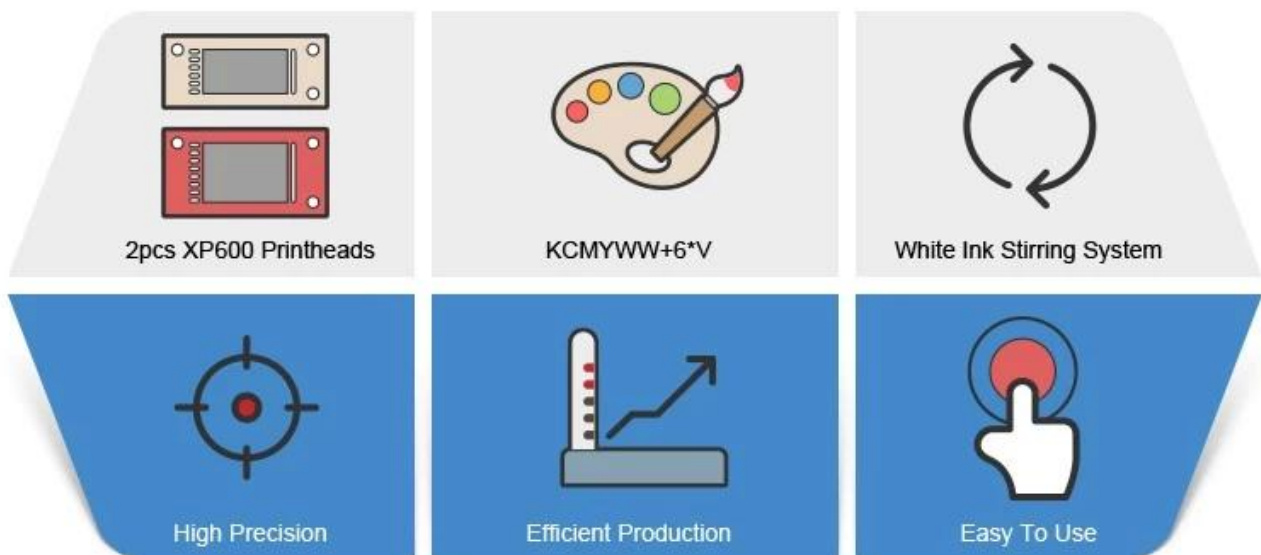 2pcs XP600 Printheads
KCMYWW+6*V
White Ink Stirring System
High Precision
Efficient Production
Easy To Use